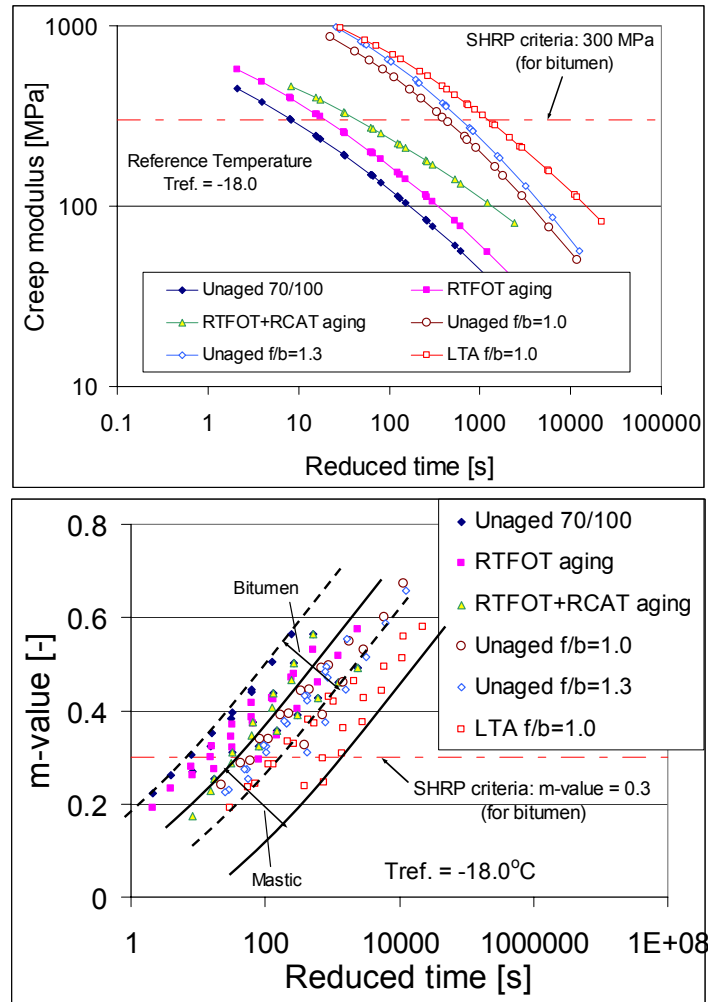 1000
100
10
Creep modulus [MPa]
SHRP criteria: 300 MPa
(for bitumen)
Reference Temperature
Tref. = -18.0
Unaged 70/100
RTFOT aging
RTFOT+RCAT aging
Unaged f/b=1.0
Unaged f/b=1.3
LTA f/b=1.0
0.1
1
10
100
1000
10000
100000
Reduced time [s]
0.8
0.6
0.4
0.2
0
m-value [-]
Bitumen
Unaged 70/100
RTFOT aging
RTFOT+RCAT aging
Unaged f/b=1.0
Unaged f/b=1.3
LTA f/b=1.0
SHRP criteria: m-value = 0.3
(for bitumen)
Mastic
Tref. = -18.0°C
1
100
10000
1000000
1E+08
Reduced time [s]